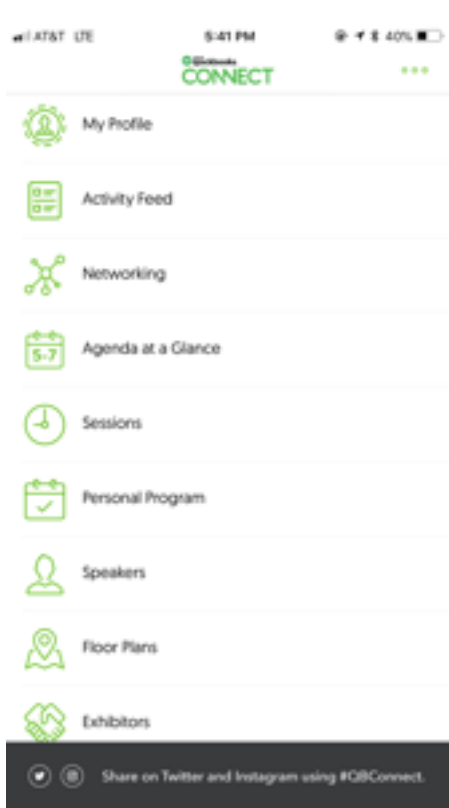 AT&T LTE 5:41 PM 40%
QuickBooks
CONNECT
My Profile
Activity Feed
Networking
5-7
Agenda at a Glance
Sessions
Personal Program
Speakers
Floor Plans
Exhibitors
Share on Twitter and Instagram using #QBConnect.